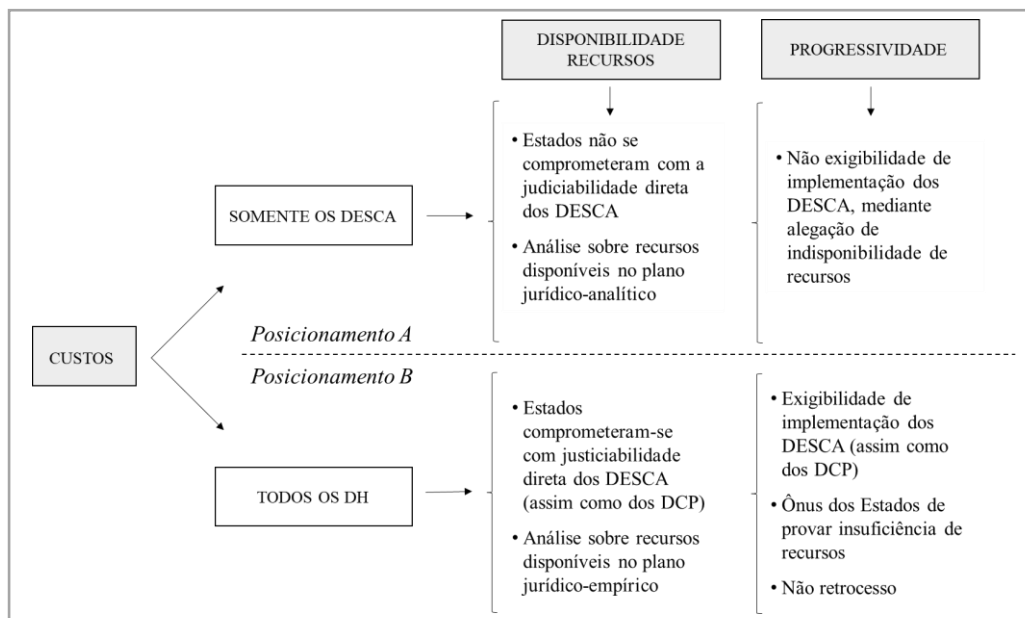 DISPONIBILIDADE
RECURSOS
PROGRESSIVIDADE
• Estados não se
comprometeram com a
judiciabilidade direta
dos DESCA
• Análise sobre recursos
disponíveis no plano
jurídico-analítico
• Não exigibilidade de
implementação dos
DESCA, mediante
alegação de
indisponibilidade de
recursos
SOMENTE OS DESCA
Posicionamento A
CUSTOS
Posicionamento B
TODOS OS DH
• Estados
comprometeram-se
com justiciabilidade
direta dos DESCA
(assim como dos DCP)
• Análise sobre recursos
disponíveis no plano
jurídico-empírico
• Exigibilidade de
implementação dos
DESCA (assim como
dos DCP)
• Ônus dos Estados de
provar insuficiência de
recursos
• Não retrocesso